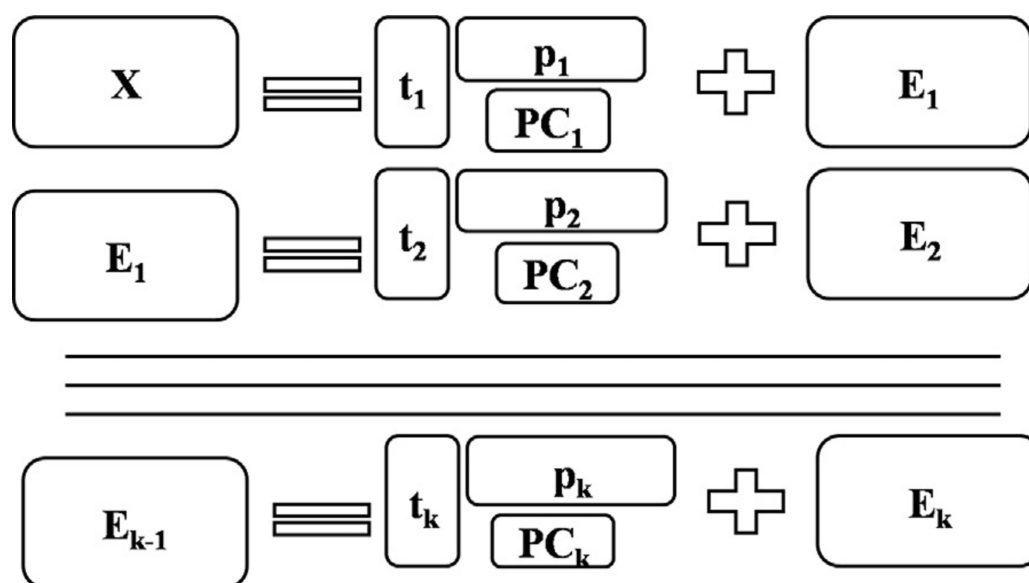 X = t₁ p₁ + E₁
PC₁
E₁ = t₂ p₂ + E₂
PC₂
Eₖ₋₁ = tₖ pₖ + Eₖ
PCₖ